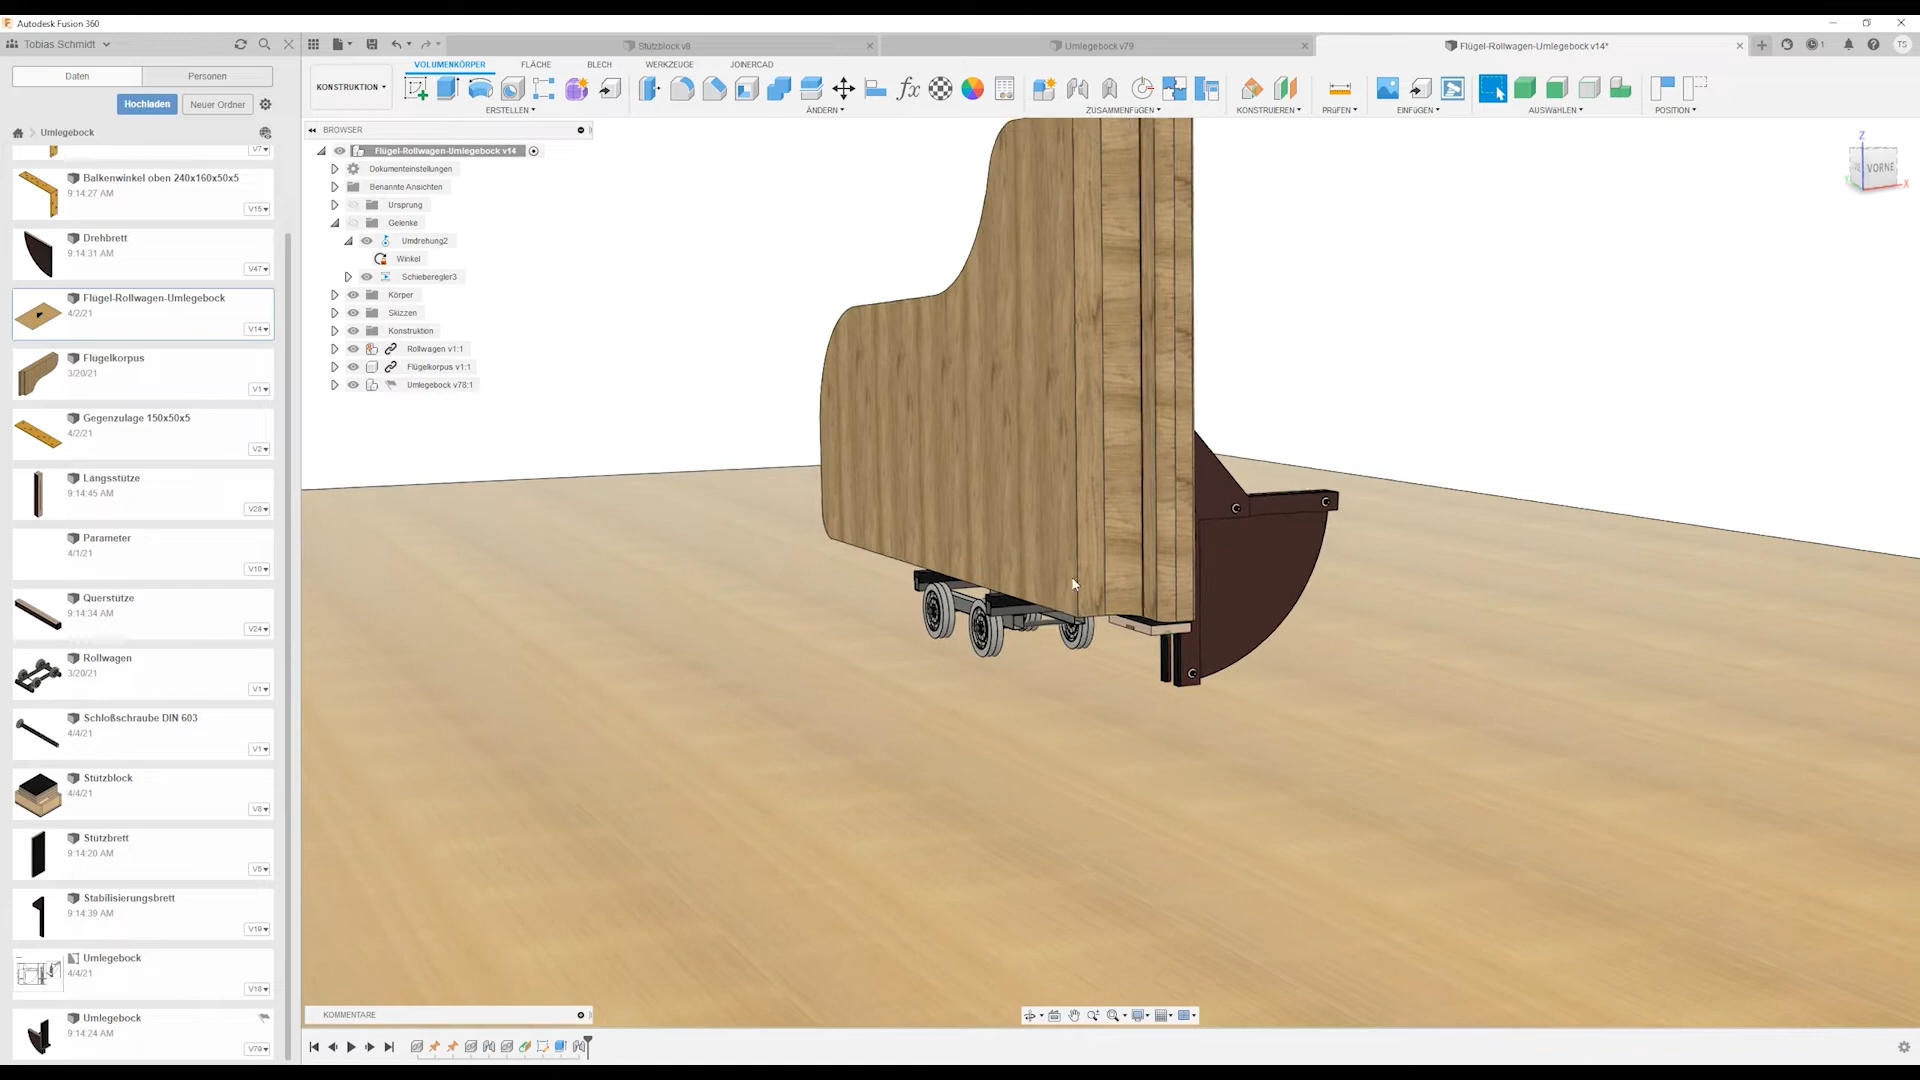 Autodesk Fusion 360
Tobias Schmidt
Stützblock v8
Umlegebock v79
Flügel-Rollwagen-Umlegebock v14*
1
TS
Daten
Personen
Hochladen
Neuer Ordner
Umlegebock
V7
Balkenwinkel oben 240x160x50x5
9:14:27 AM
V15
Drehbrett
9:14:31 AM
V47
Flügel-Rollwagen-Umlegebock
4/2/21
V14
Flügelkorpus
3/20/21
V1
Gegenzulage 150x50x5
4/2/21
V2
Längsstütze
9:14:45 AM
V28
Parameter
4/1/21
V10
Querstütze
9:14:34 AM
V24
Rollwagen
3/20/21
V1
Schloßschraube DIN 603
4/4/21
V1
Stützblock
4/4/21
V8
Stützbrett
9:14:20 AM
V5
Stabilisierungsbrett
9:14:39 AM
V19
Umlegebock
4/4/21
V18
Umlegebock
9:14:24 AM
V79
KONSTRUKTION
VOLUMENKÖRPER
FLÄCHE
BLECH
WERKZEUGE
JOINERCAD
ERSTELLEN
ÄNDERN
ZUSAMMENFÜGEN
KONSTRUIEREN
PRÜFEN
EINFÜGEN
AUSWÄHLEN
POSITION
BROWSER
Flügel-Rollwagen-Umlegebock v14
Dokumenteinstellungen
Benannte Ansichten
Ursprung
Gelenke
Umdrehung2
Winkel
Schieberegler3
Körper
Skizzen
Konstruktion
Rollwagen v1:1
Flügelkorpus v1:1
Umlegebock v78:1
Z
VORNE
X
KOMMENTARE